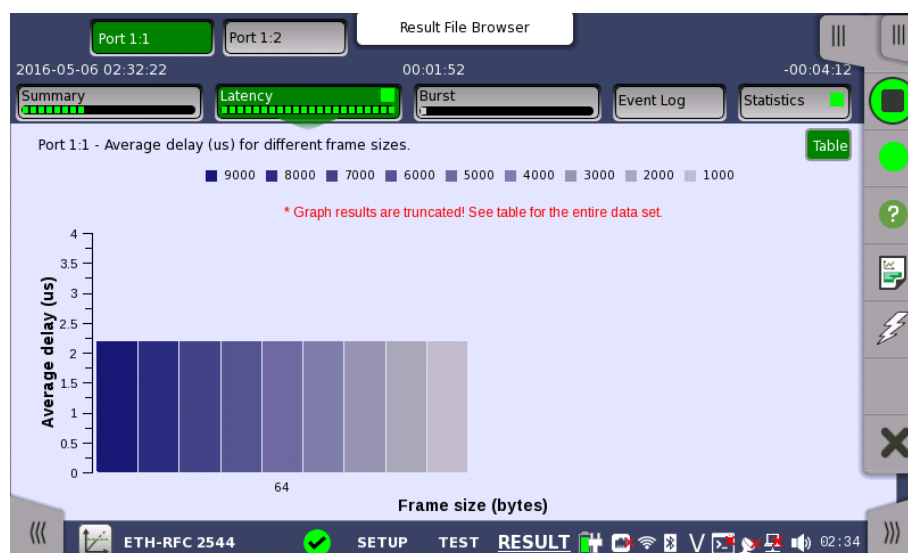 Port 1:1
Port 1:2
Result File Browser
2016-05-06 02:32:22
00:01:52
-00:04:12
Summary
Latency
Burst
Event Log
Statistics
Port 1:1 - Average delay (us) for different frame sizes.
Table
9000 8000 7000 6000 5000 4000 3000 2000 1000
* Graph results are truncated! See table for the entire data set.
4
3.5
3
2.5
2
1.5
1
0.5
0
Average delay (us)
64
Frame size (bytes)
ETH-RFC 2544
SETUP
TEST
RESULT
V
02:34